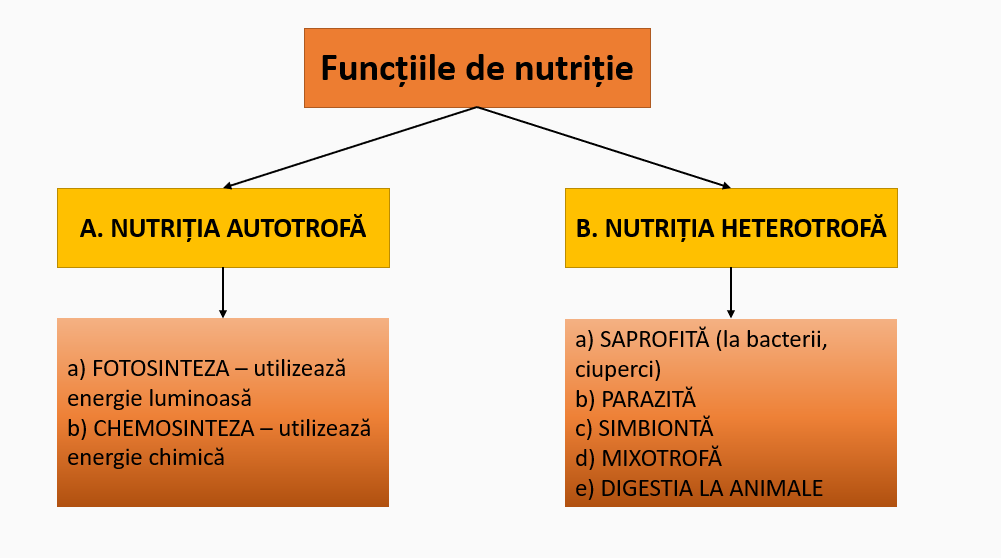 Funcțiile de nutriție
A. NUTRIȚIA AUTOTROFĂ
B. NUTRIȚIA HETEROTROFĂ
a) FOTOSINTEZA – utilizează
energie luminoasă
b) CHEMOSINTEZA – utilizează
energie chimică
a) SAPROFITĂ (la bacterii,
ciuperci)
b) PARAZITĂ
c) SIMBIONTĂ
d) MIXOTROFĂ
e) DIGESTIA LA ANIMALE